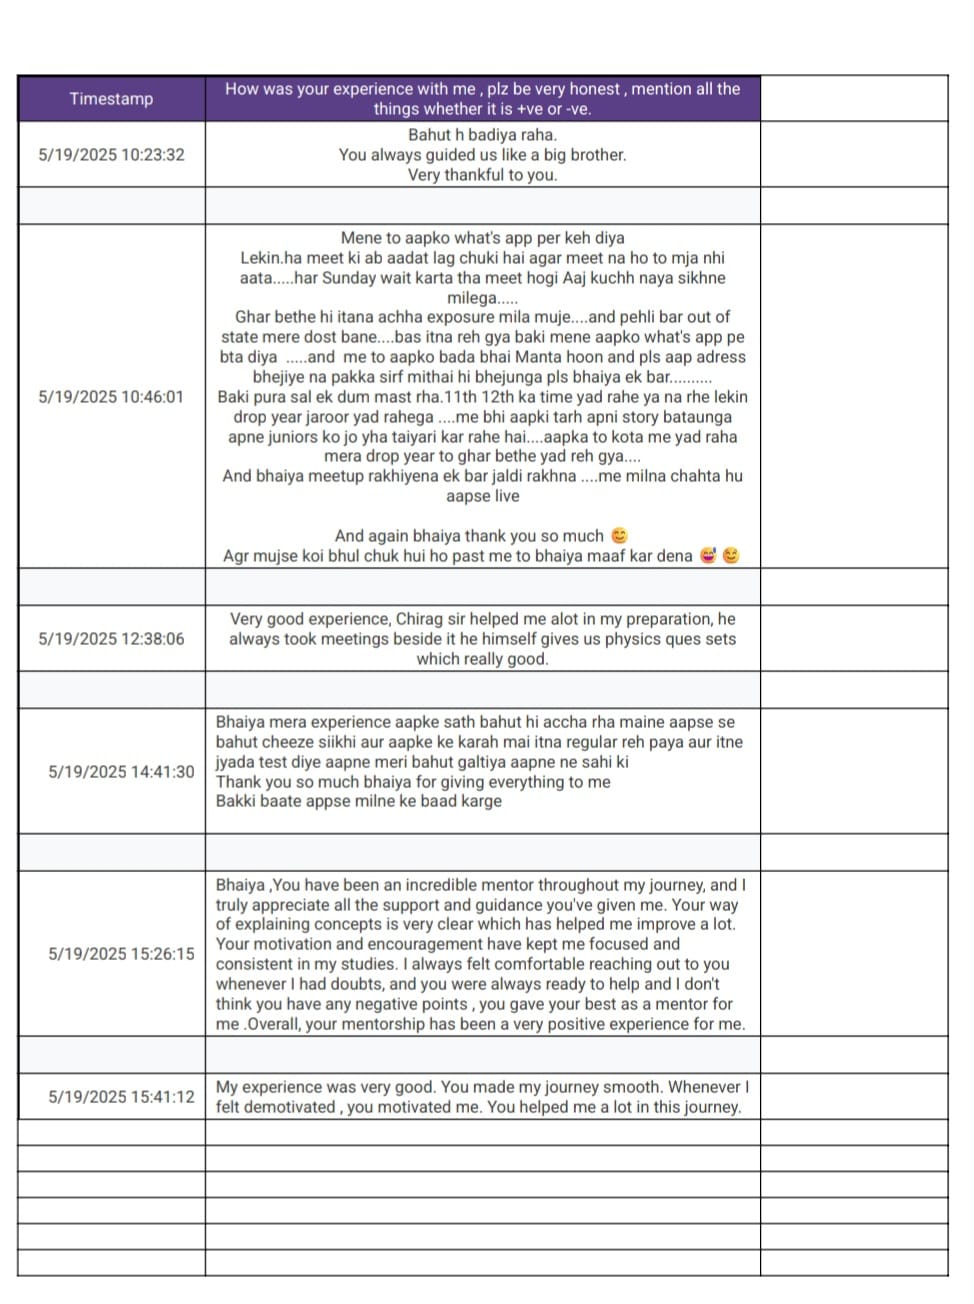 Timestamp
How was your experience with me , plz be very honest , mention all the
things whether it is +ve or -ve.
5/19/2025 10:23:32
Bahut h badiya raha.
You always guided us like a big brother.
Very thankful to you.
5/19/2025 10:46:01
Mene to aapko what's app per keh diya
Lekin.ha meet ki ab aadat lag chuki hai agar meet na ho to mja nhi
aata.....har Sunday wait karta tha meet hogi Aaj kuchh naya sikhne
milega.....
Ghar bethe hi itana achha exposure mila muje....and pehli bar out of
state mere dost bane....bas itna reh gya baki mene aapko what's app pe
bta diya .....and me to aapko bada bhai Manta hoon and pls aap adress
bhejiye na pakka sirf mithai hi bhejunga pls bhaiya ek bar..........
Baki pura sal ek dum mast rha.11th 12th ka time yad rahe ya na rhe lekin
drop year jaroor yad rahega ....me bhi aapki tarh apni story bataunga
apne juniors ko jo yha taiyari kar rahe hai....aapka to kota me yad raha
mera drop year to ghar bethe yad reh gya....
And bhaiya meetup rakhiyena ek bar jaldi rakhna ....me milna chahta hu
aapse live
And again bhaiya thank you so much 😊
Agr mujse koi bhul chuk hui ho past me to bhaiya maaf kar dena 😅 😊
5/19/2025 12:38:06
Very good experience, Chirag sir helped me alot in my preparation, he
always took meetings beside it he himself gives us physics ques sets
which really good.
5/19/2025 14:41:30
Bhaiya mera experience aapke sath bahut hi accha rha maine aapse se
bahut cheeze siikhi aur aapke ke karah mai itna regular reh paya aur itne
jyada test diye aapne meri bahut galtiya aapne ne sahi ki
Thank you so much bhaiya for giving everything to me
Bakki baate appse milne ke baad karge
5/19/2025 15:26:15
Bhaiya ,You have been an incredible mentor throughout my journey, and I
truly appreciate all the support and guidance you've given me. Your way
of explaining concepts is very clear which has helped me improve a lot.
Your motivation and encouragement have kept me focused and
consistent in my studies. I always felt comfortable reaching out to you
whenever I had doubts, and you were always ready to help and I don't
think you have any negative points , you gave your best as a mentor for
me .Overall, your mentorship has been a very positive experience for me.
5/19/2025 15:41:12
My experience was very good. You made my journey smooth. Whenever I
felt demotivated , you motivated me. You helped me a lot in this journey.